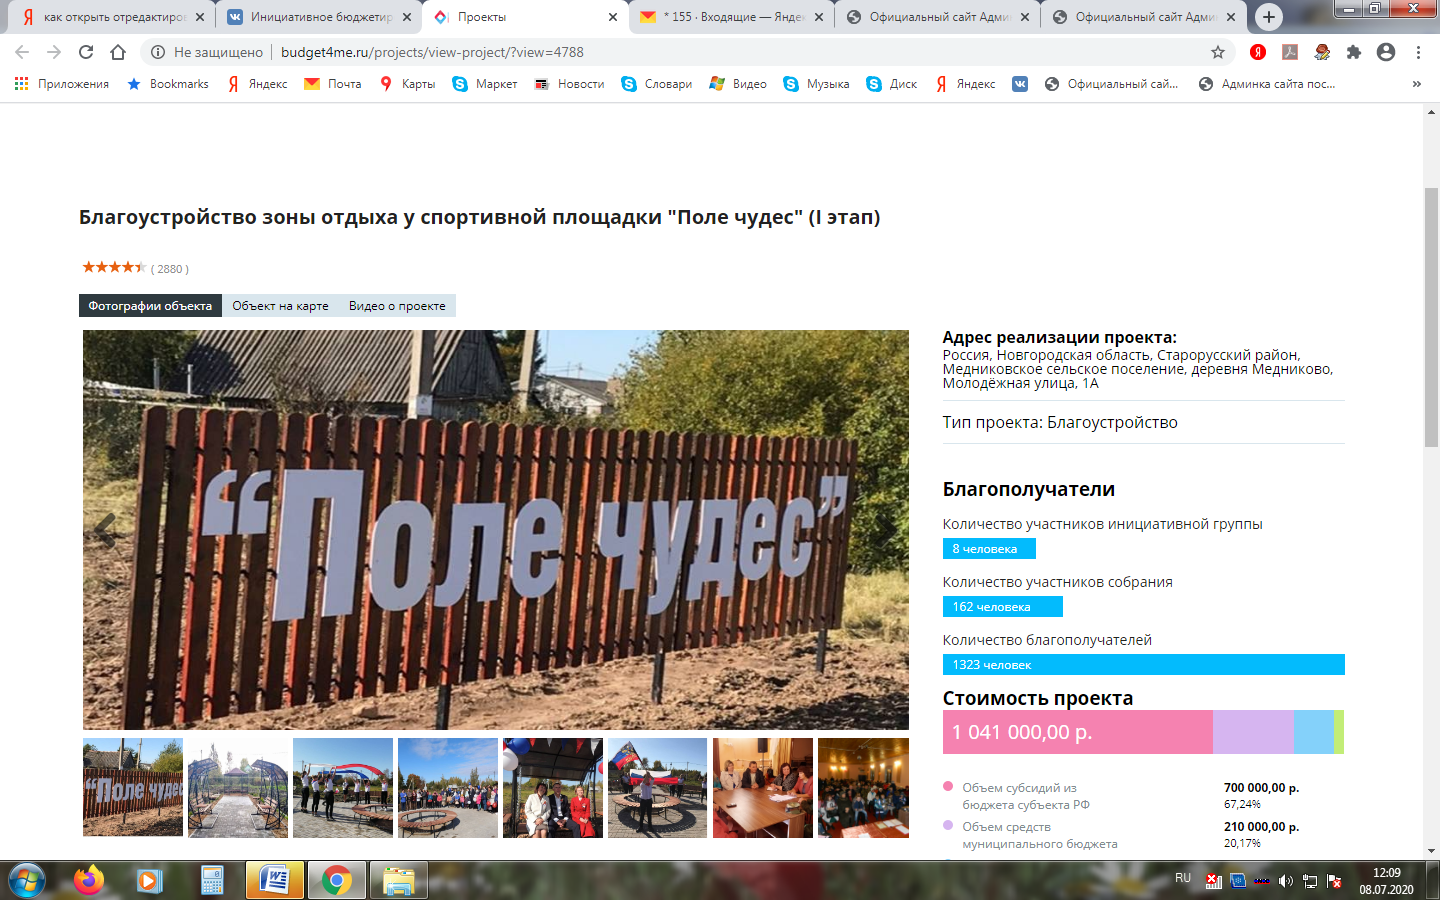 как открыть отредактиров
Инициативное бюджетир
Проекты
* 155 · Входящие — Яндек
Официальный сайт Адми
Официальный сайт Адми
Не защищено
budget4me.ru/projects/view-project/?view=4788
Приложения
Bookmarks
Яндекс
Почта
Карты
Маркет
Новости
Словари
Видео
Музыка
Диск
Яндекс
Официальный сай...
Админка сайта пос...
»
Благоустройство зоны отдыха у спортивной площадки "Поле чудес" (I этап)
( 2880 )
Фотографии объекта
Объект на карте
Видео о проекте
“Поле чудес”
“Поле чудес
Адрес реализации проекта:
Россия, Новгородская область, Старорусский район,
Медниковское сельское поселение, деревня Медниково,
Молодёжная улица, 1А
Тип проекта: Благоустройство
Благополучатели
Количество участников инициативной группы
8 человека
Количество участников собрания
162 человека
Количество благополучателей
1323 человек
Стоимость проекта
1 041 000,00 р.
Объем субсидий из
бюджета субъекта РФ
700 000,00 р.
67,24%
Объем средств
муниципального бюджета
210 000,00 р.
20,17%
RU
12:09
08.07.2020